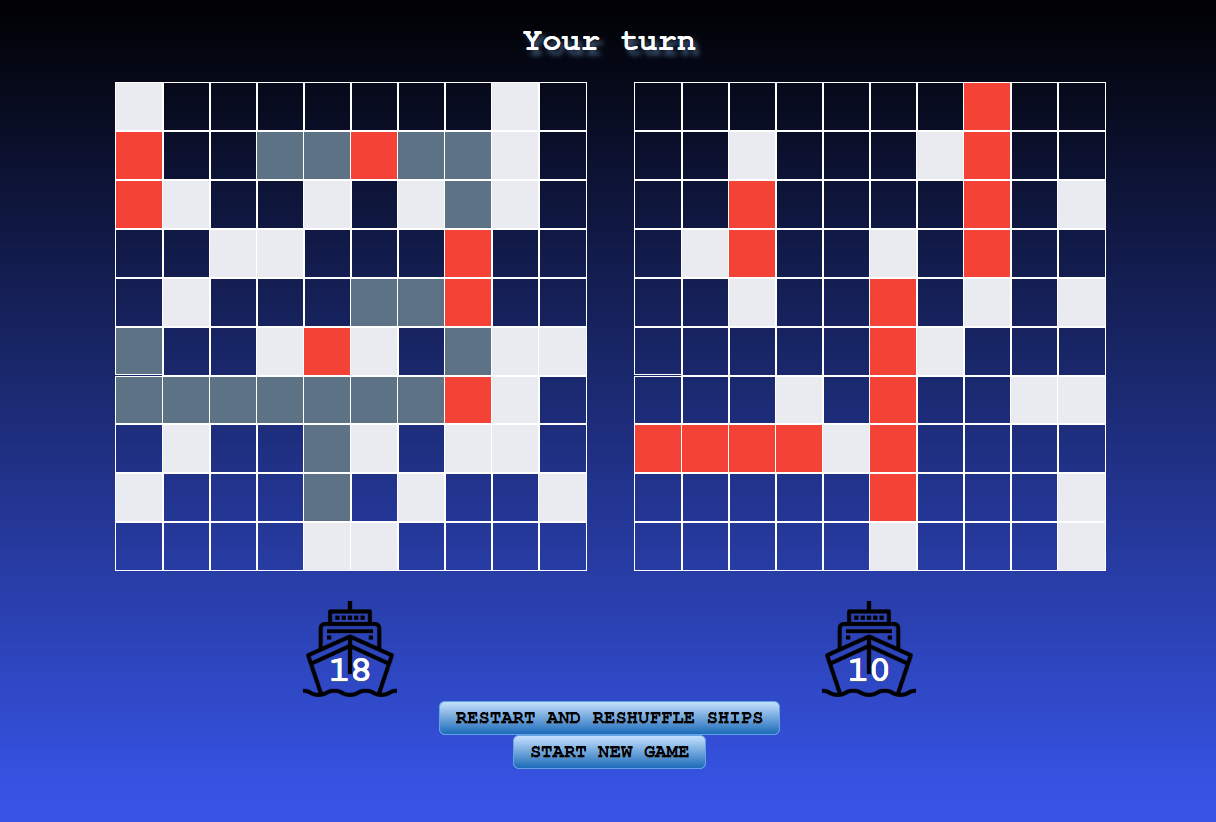 Your turn
18
10
RESTART AND RESHUFFLE SHIPS
START NEW GAME